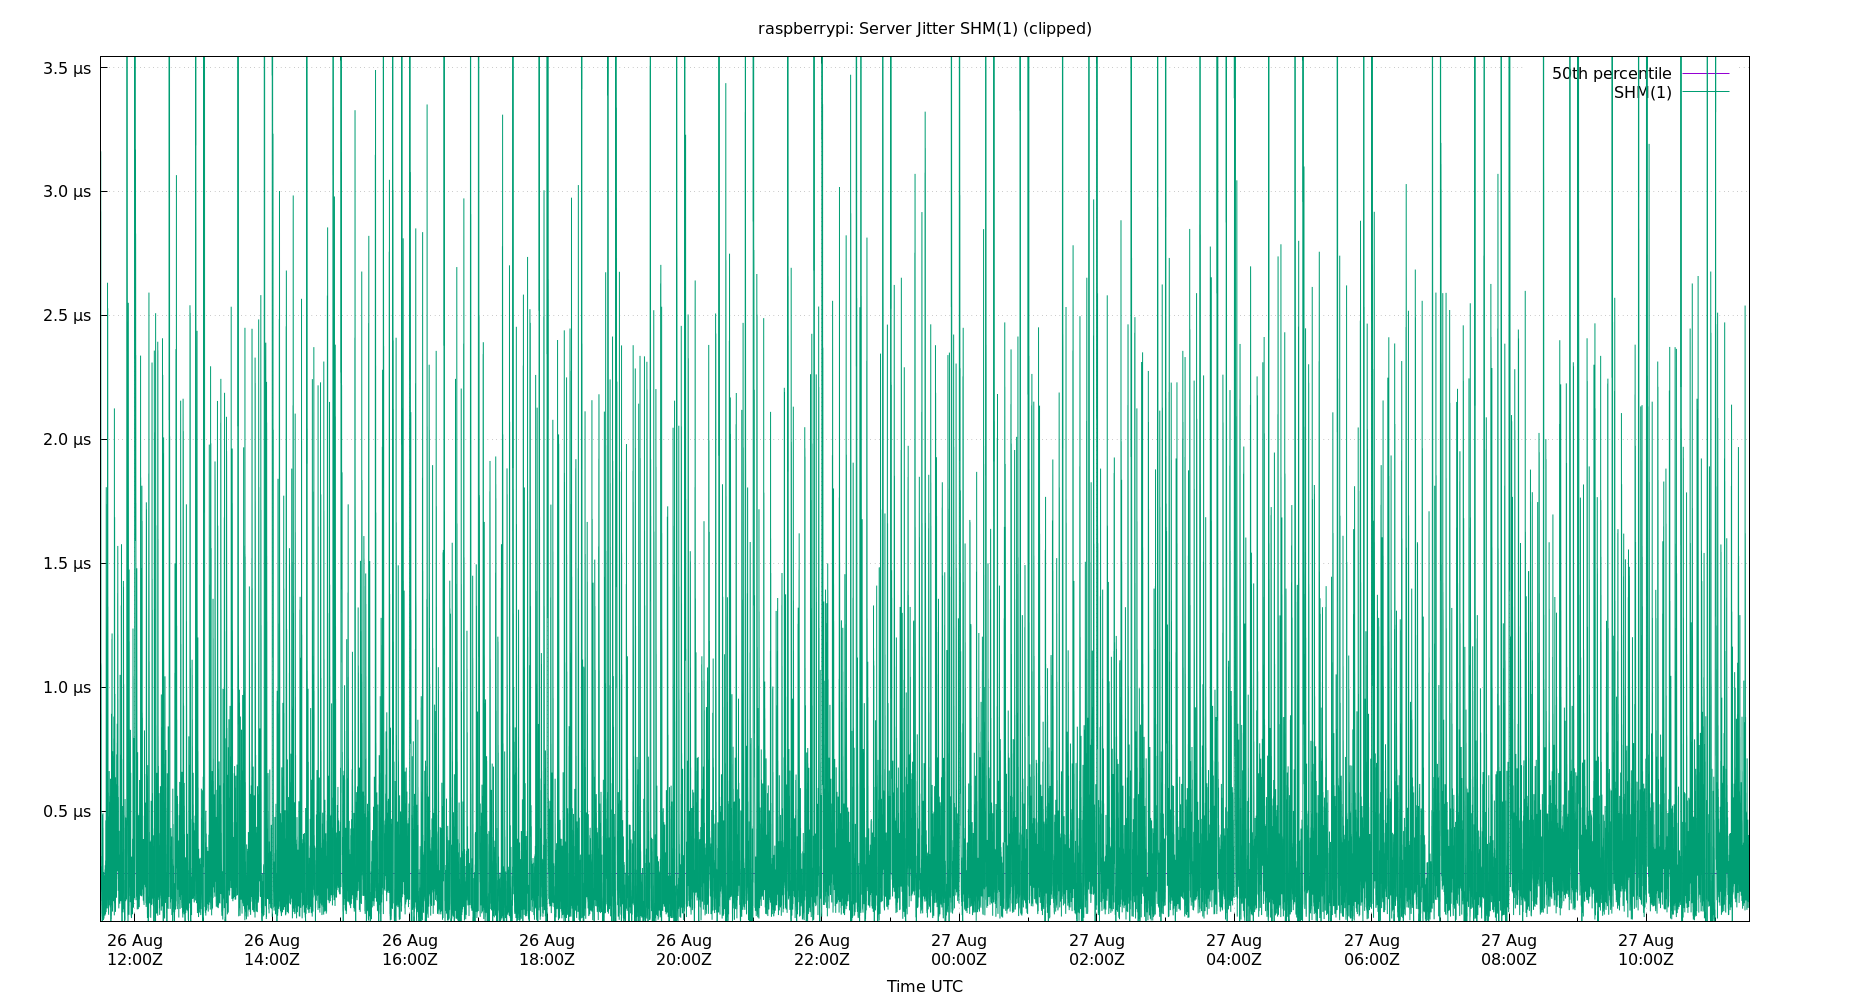 raspberrypi: Server Jitter SHM(1) (clipped)
3.5 µs
50th percentile
SHM(1)
3.0 µs
2.5 µs
2.0 µs
1.5 µs
1.0 µs
0.5 µs
26 Aug 26 Aug 26 Aug 26 Aug 26 Aug 26 Aug 27 Aug 27 Aug 27 Aug 27 Aug 27 Aug 27 Aug
12:00Z 14:00Z 16:00Z 18:00Z 20:00Z 22:00Z 00:00Z 02:00Z 04:00Z 06:00Z 08:00Z 10:00Z
Time UTC